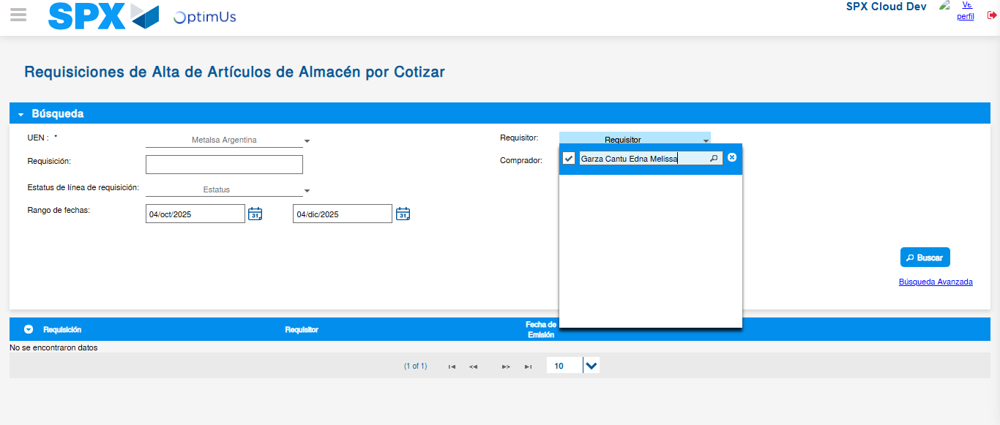 SPX OptimUs
SPX Cloud Dev
Ve
perfil
Requisiciones de Alta de Artículos de Almacén por Cotizar
Búsqueda
UEN : *
Metalsa Argentina
Requisitor:
Requisitor
Requisición:
Comprador:
Garza Cantu Edna Melissa
Estatus de línea de requisición:
Estatus
Rango de fechas:
04/oct/2025
31
04/dic/2025
31
Buscar
Búsqueda Avanzada
Requisición
Requisitor
Fecha de
Emisión
No se encontraron datos
(1 of 1)
10